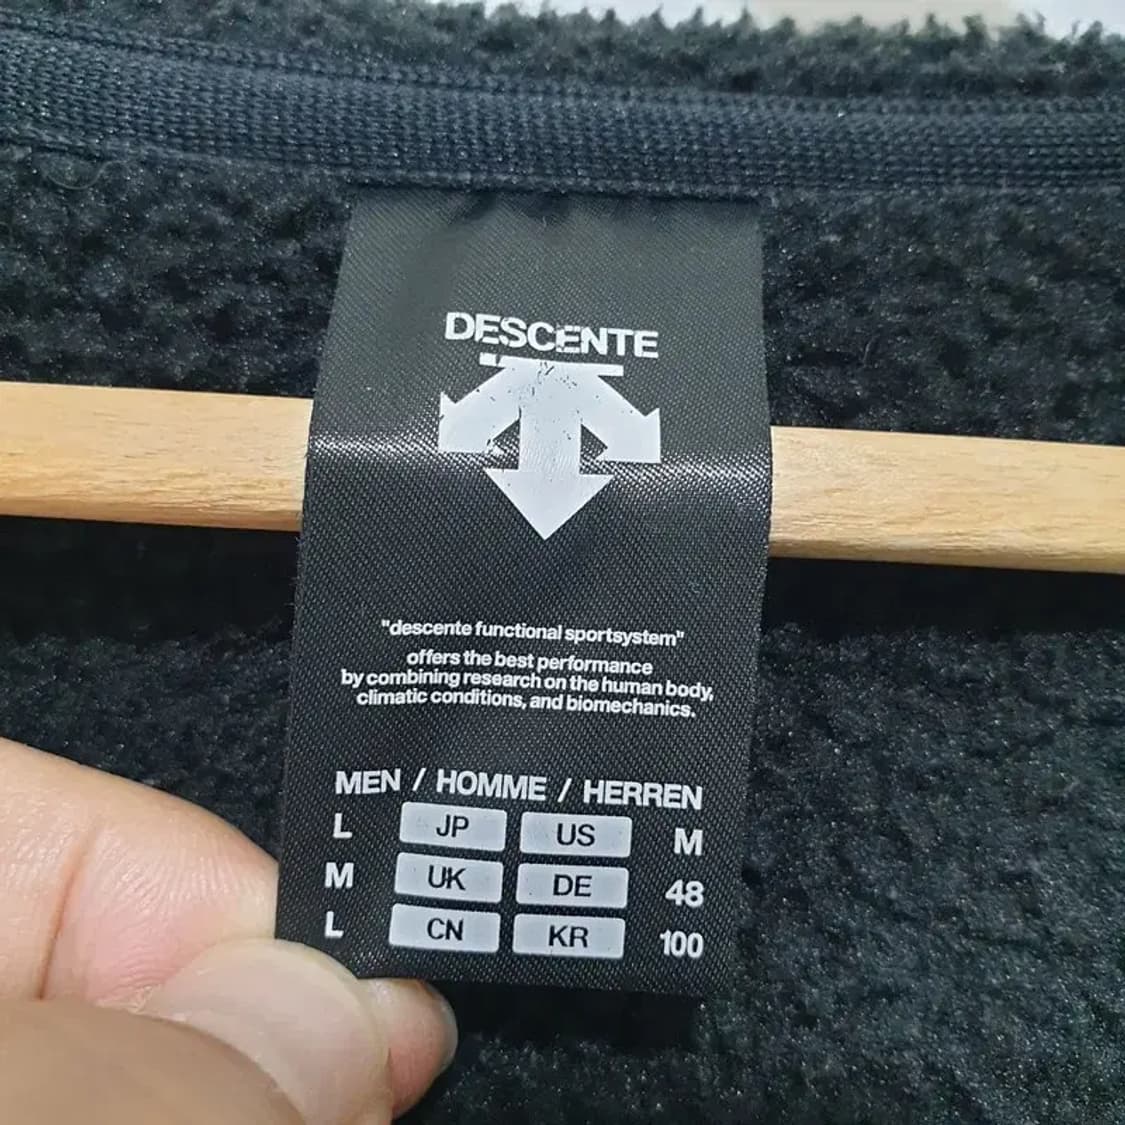 DESCENTE
"descente functional sportsystem"
offers the best performance
by combining research on the human body,
climatic conditions, and biomechanics.
MEN / HOMME / HERREN
L JP US M
M UK DE 48
L CN KR 100